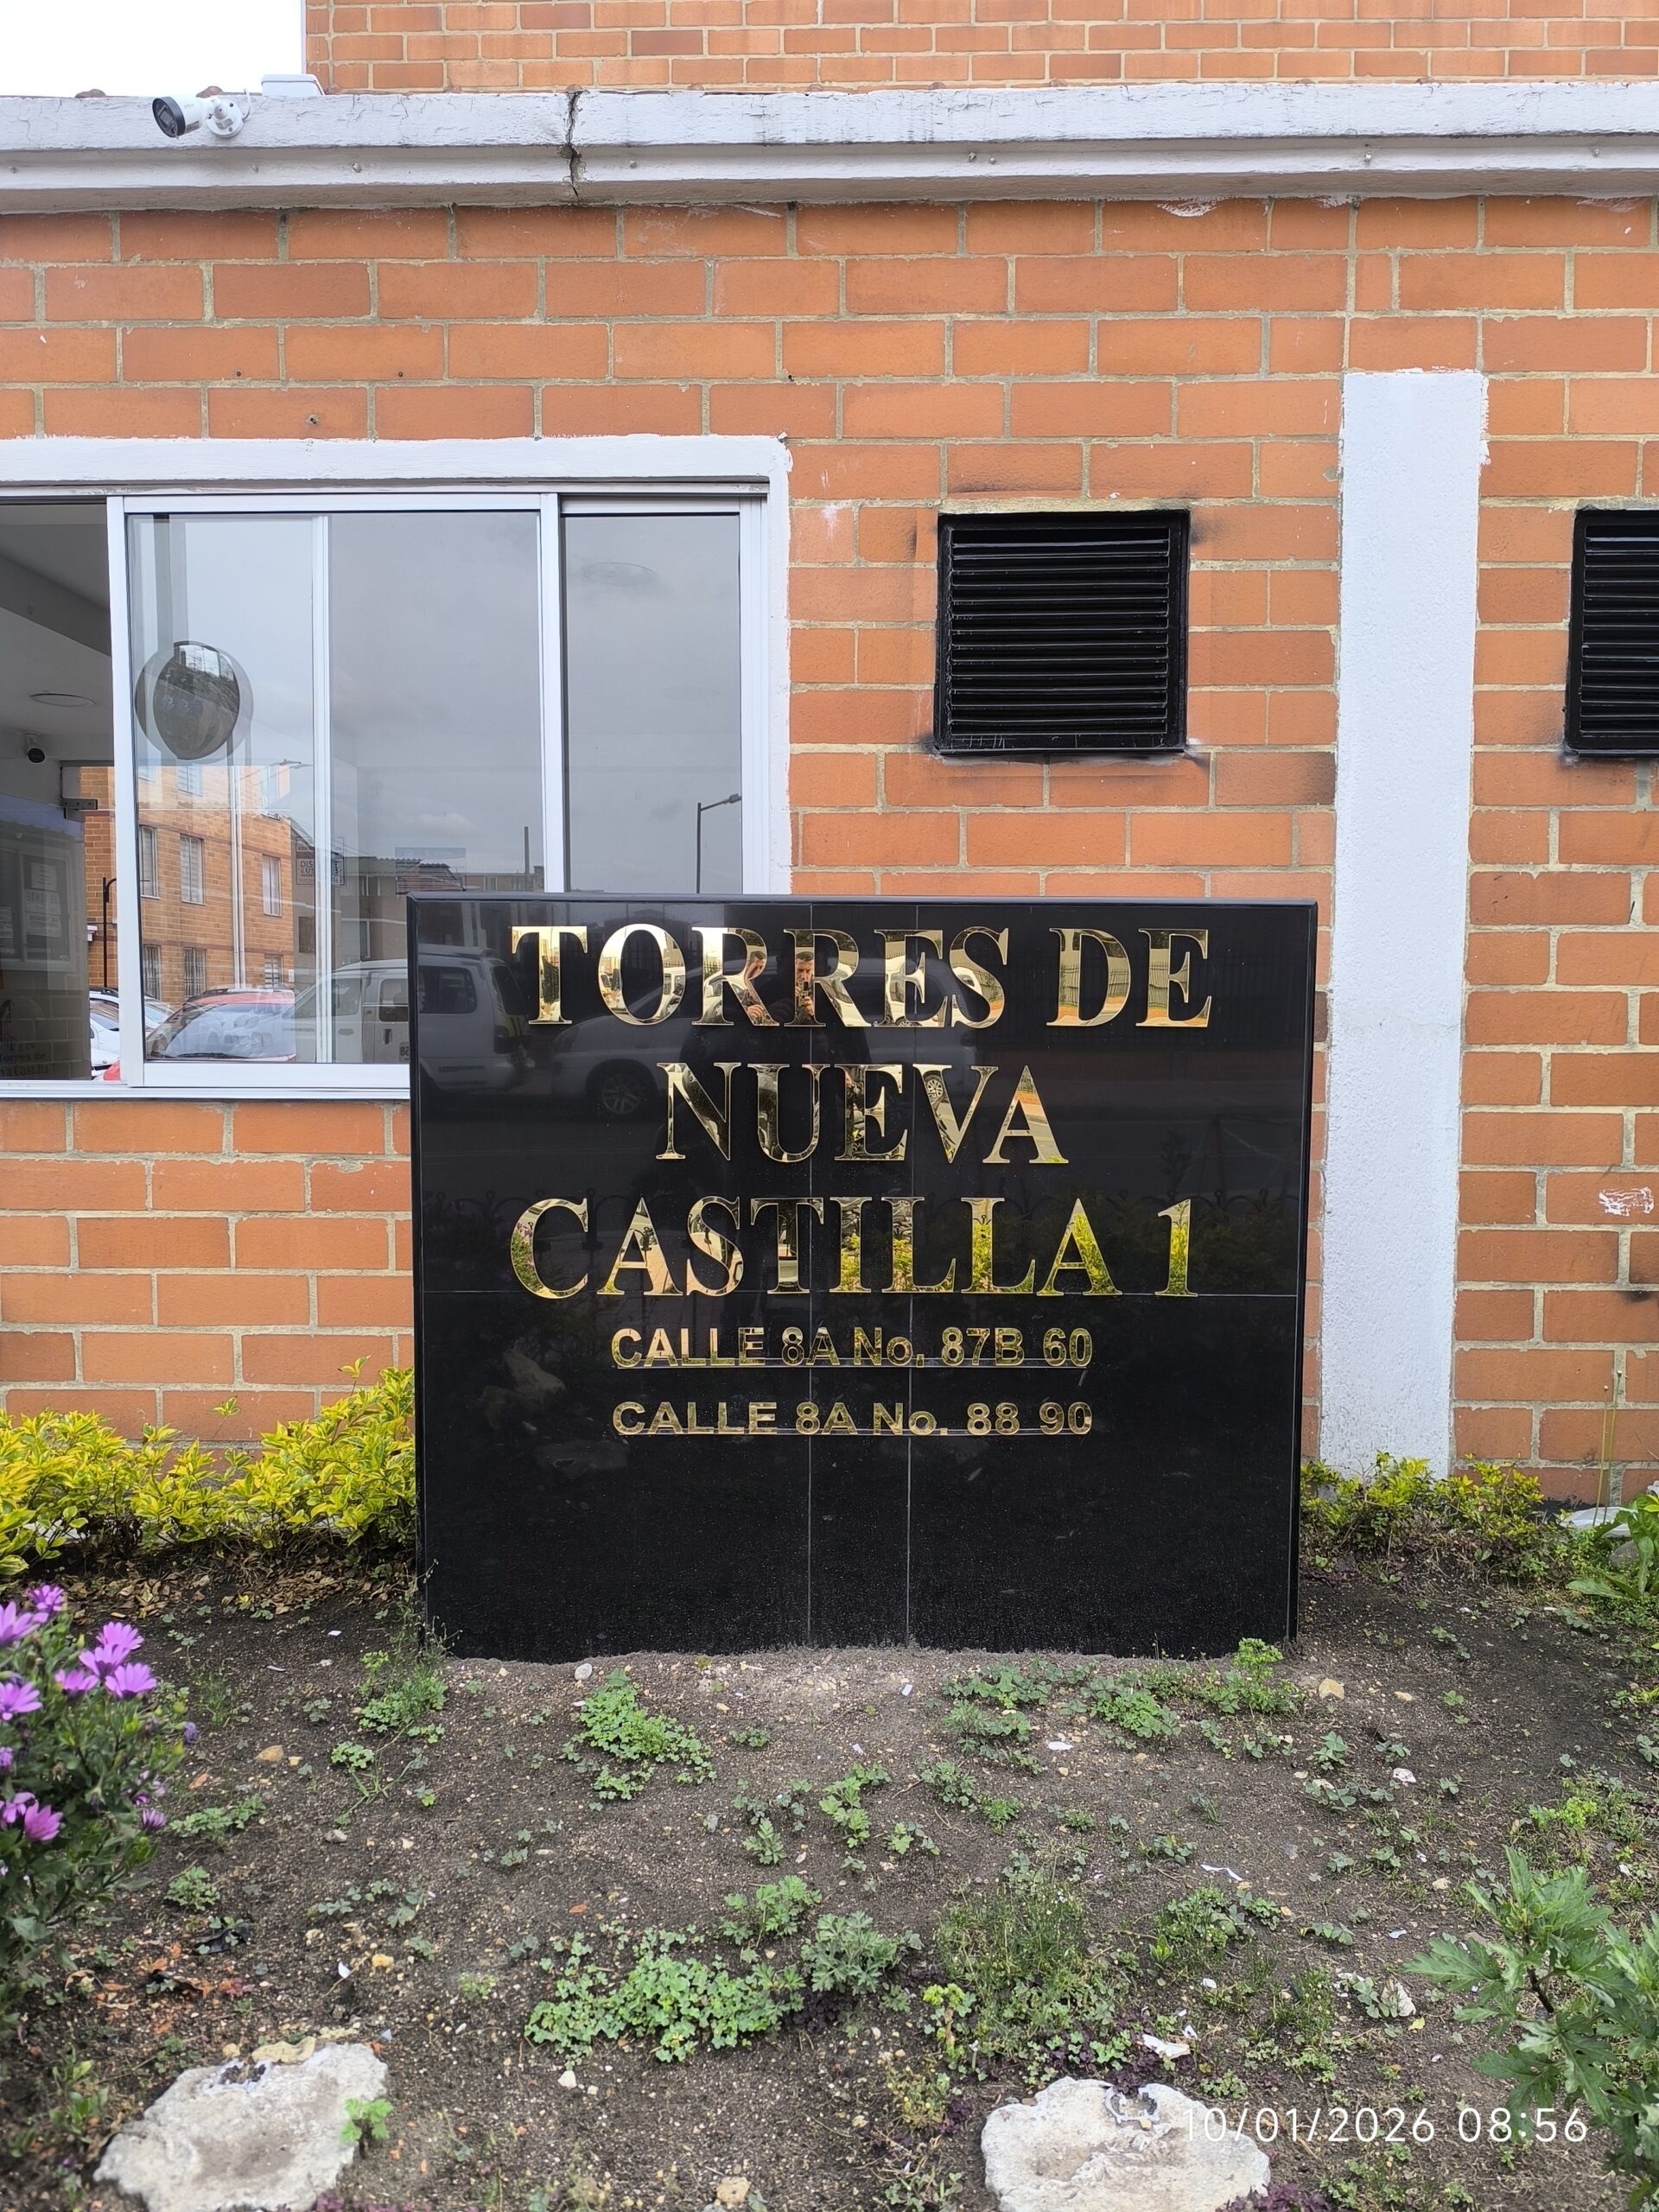 TORRES DE
NUEVA
CASTILLA 1
CALLE 8A No. 87B 60
CALLE 8A No. 88 90
10/01/2026 08:56